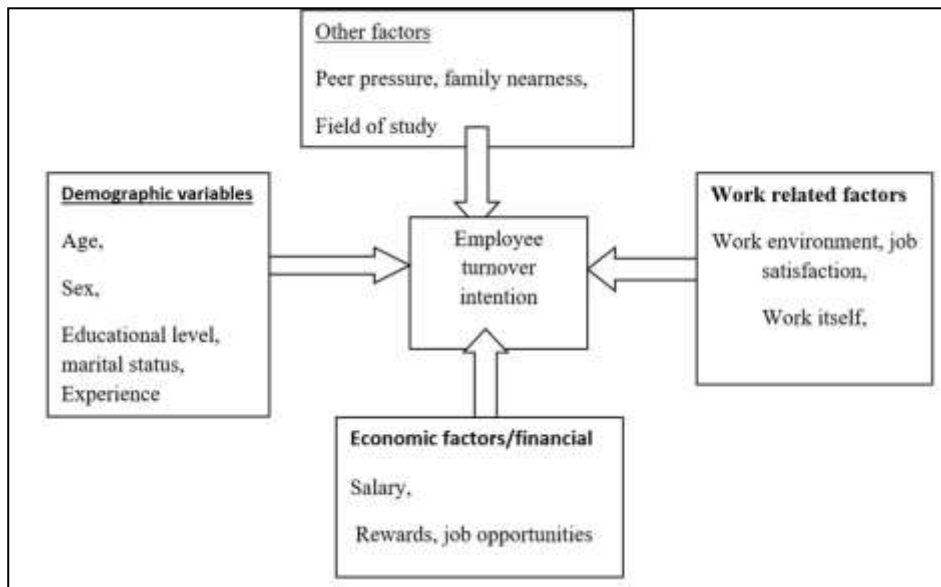 Other factors
Peer pressure, family nearness,
Field of study
Demographic variables
Age,
Sex,
Educational level,
marital status,
Experience
Employee
turnover
intention
Work related factors
Work environment, job
satisfaction,
Work itself,
Economic factors/financial
Salary,
Rewards, job opportunities